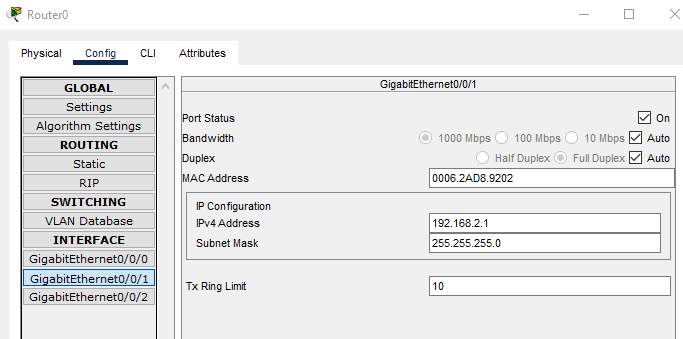 Router0
Physical Config CLI Attributes
GLOBAL
Settings
Algorithm Settings
ROUTING
Static
RIP
SWITCHING
VLAN Database
INTERFACE
GigabitEthernet0/0/0
GigabitEthernet0/0/1
GigabitEthernet0/0/2
GigabitEthernet0/0/1
Port Status On
Bandwidth 1000 Mbps 100 Mbps 10 Mbps Auto
Duplex Half Duplex Full Duplex Auto
MAC Address 0006.2AD8.9202
IP Configuration
IPv4 Address 192.168.2.1
Subnet Mask 255.255.255.0
Tx Ring Limit 10